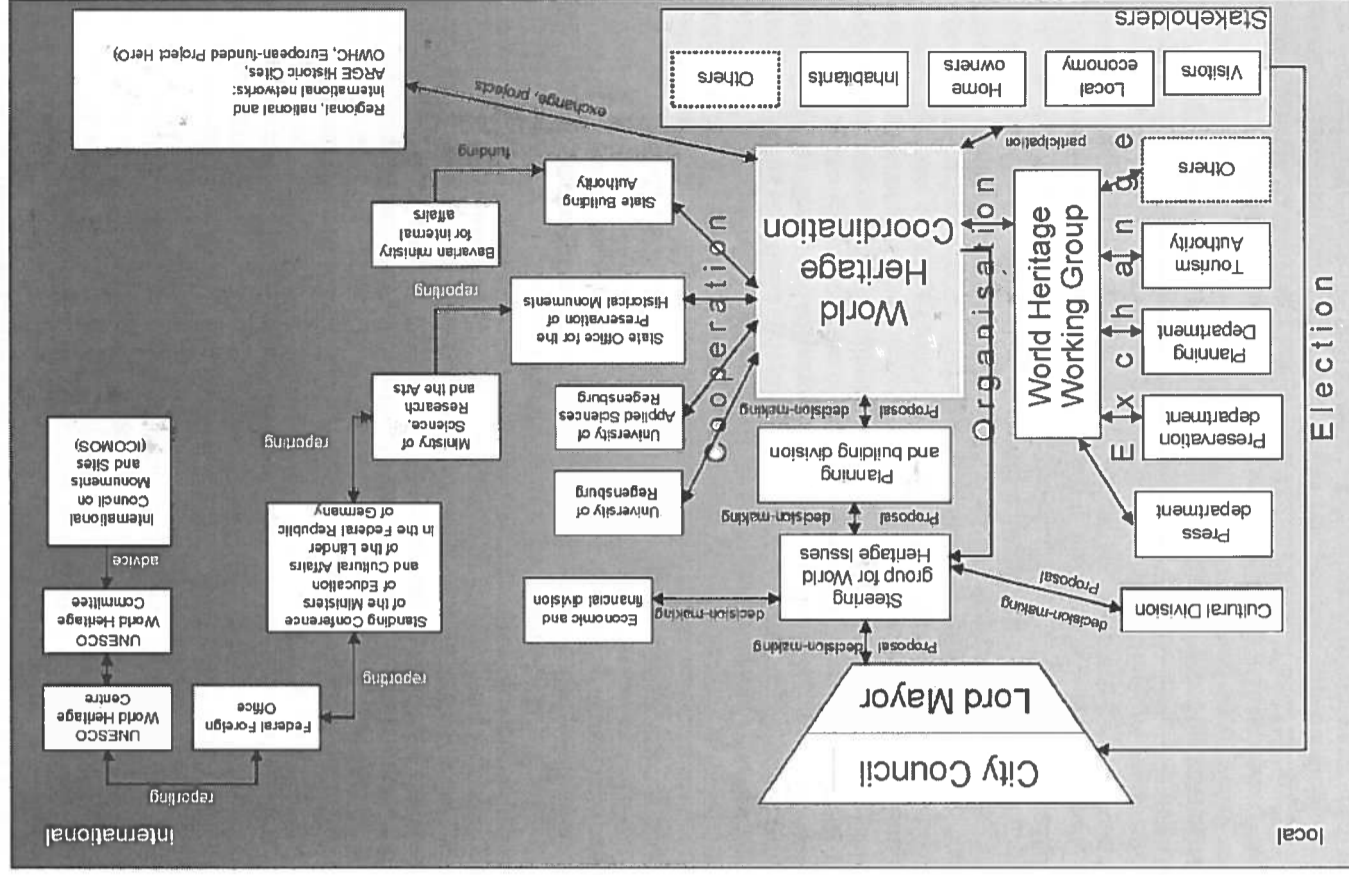 local
international
City Council
Lord Mayor
reporting
UNESCO
World Heritage
Centre
Federal Foreign
Office
reporting
Proposal
decision-making
Cultural Division
decision-making
Proposal
Steering
group for World
Heritage Issues
decision-making
Economic and
financial division
Standing Conference
of the Ministers
of Education
and Cultural Affairs
of the Länder
in the Federal Republic
of Germany
UNESCO
World Heritage
Committee
advice
International
Council on
Monuments
and Sites
(ICOMOS)
Press
department
Proposal
decision-making
Planning
and building division
Proposal
decision-making
University of
Regensburg
University of
Applied Sciences
Regensburg
reporting
Ministry of
Science,
Research
and the Arts
Election
Exchange
Organisation
Cooperation
Preservation
department
Planning
Department
Tourism
Authority
Others
World Heritage
Working Group
World
Heritage
Coordination
State Office for the
Preservation of
Historical Monuments
reporting
State Building
Authority
Bavarian ministry
for internal
affairs
funding
participation
exchange, projects
Visitors
Local
economy
Home
owners
Inhabitants
Others
Stakeholders
Regional, national and
international networks:
ARGE Historic Cites,
OWHC, European-funded Project HerO)